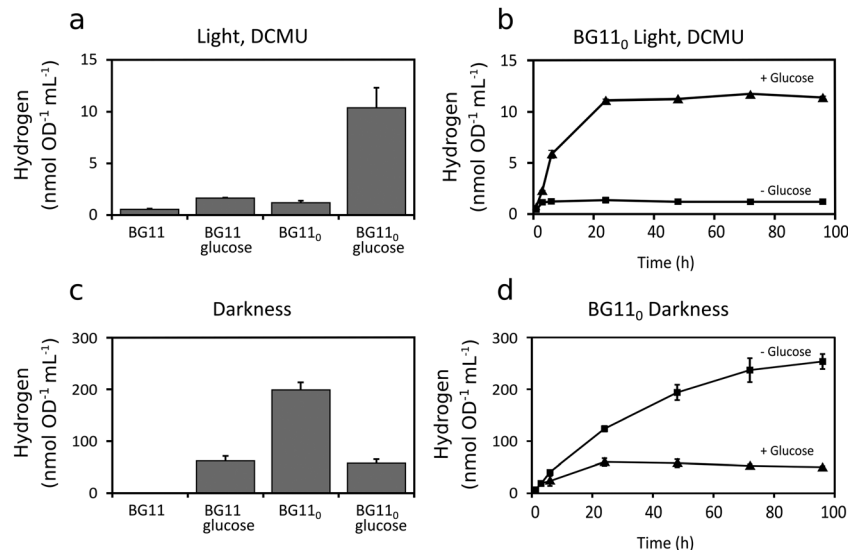 a
Light, DCMU
Hydrogen
(nmol OD⁻¹ mL⁻¹)
15
10
5
0
BG11
BG11
glucose
BG11₀
BG11₀
glucose
b
BG11₀ Light, DCMU
Hydrogen
(nmol OD⁻¹ mL⁻¹)
15
10
5
0
+ Glucose
- Glucose
0
20
40
60
80
100
Time (h)
c
Darkness
Hydrogen
(nmol OD⁻¹ mL⁻¹)
300
200
100
0
BG11
BG11
glucose
BG11₀
BG11₀
glucose
d
BG11₀ Darkness
Hydrogen
(nmol OD⁻¹ mL⁻¹)
300
200
100
0
- Glucose
+ Glucose
0
20
40
60
80
100
Time (h)